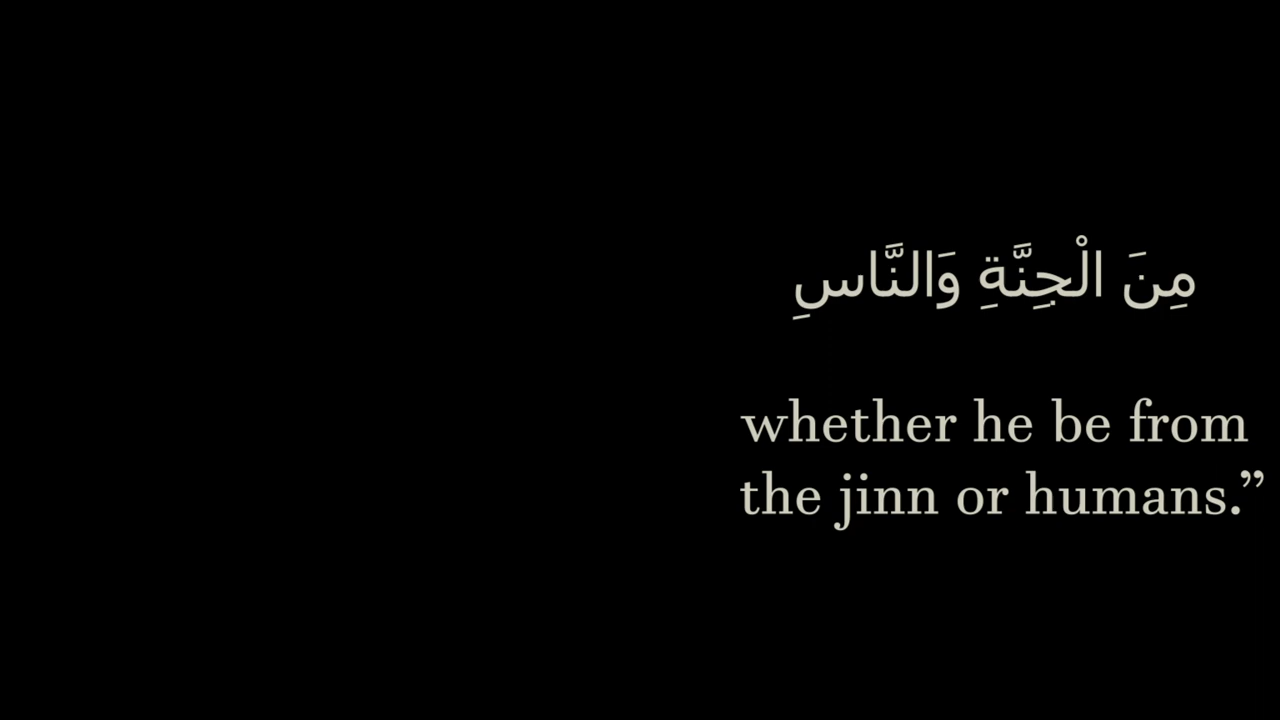 مِنَ الْجِنَّةِ وَالنَّاسِ
whether he be from
the jinn or humans.”